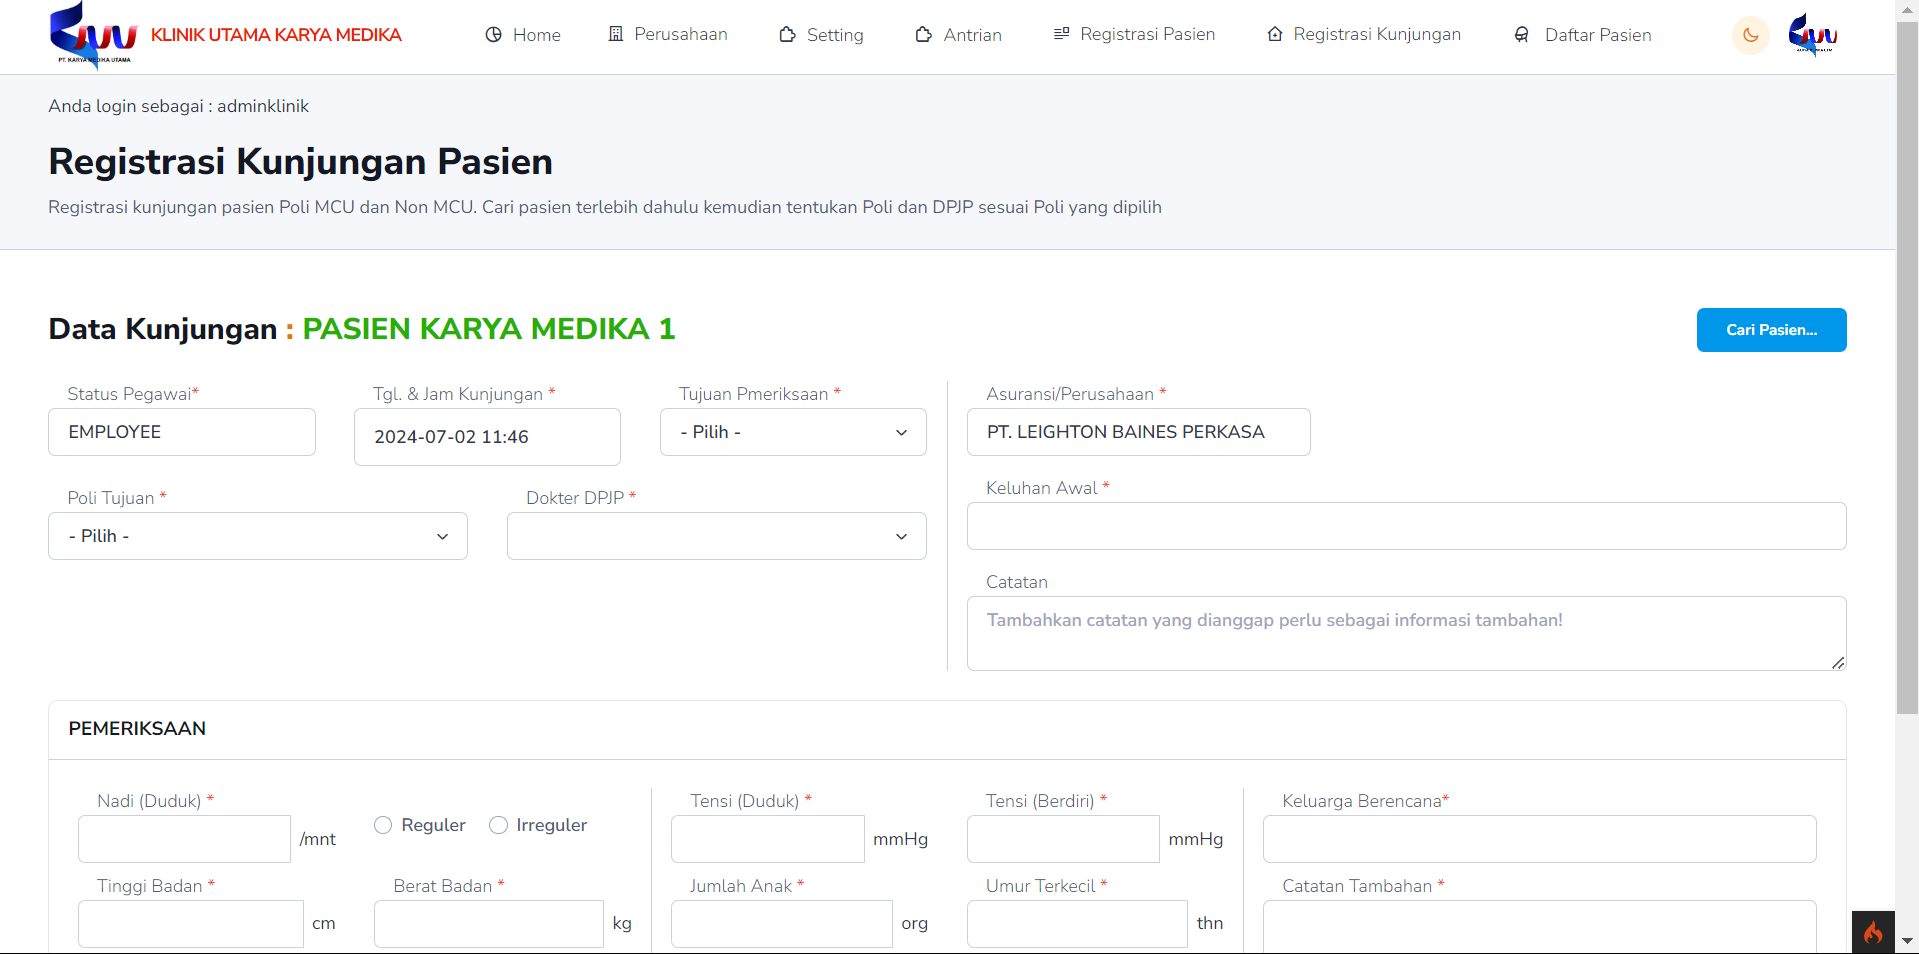 PT. KARYA MEDIKA UTAMA
KLINIK UTAMA KARYA MEDIKA
Home
Perusahaan
Setting
Antrian
Registrasi Pasien
Registrasi Kunjungan
Daftar Pasien
Anda login sebagai : adminklinik
Registrasi Kunjungan Pasien
Registrasi kunjungan pasien Poli MCU dan Non MCU. Cari pasien terlebih dahulu kemudian tentukan Poli dan DPJP sesuai Poli yang dipilih
Data Kunjungan : PASIEN KARYA MEDIKA 1
Cari Pasien...
Status Pegawai*
EMPLOYEE
Tgl. & Jam Kunjungan *
2024-07-02 11:46
Tujuan Pmeriksaan *
- Pilih -
Poli Tujuan *
- Pilih -
Dokter DPJP *
Asuransi/Perusahaan *
PT. LEIGHTON BAINES PERKASA
Keluhan Awal *
Catatan
Tambahkan catatan yang dianggap perlu sebagai informasi tambahan!
PEMERIKSAAN
Nadi (Duduk) *
/mnt
Reguler
Irreguler
Tinggi Badan *
cm
Berat Badan *
kg
Tensi (Duduk) *
mmHg
Tensi (Berdiri) *
mmHg
Jumlah Anak *
org
Umur Terkecil *
thn
Keluarga Berencana*
Catatan Tambahan *